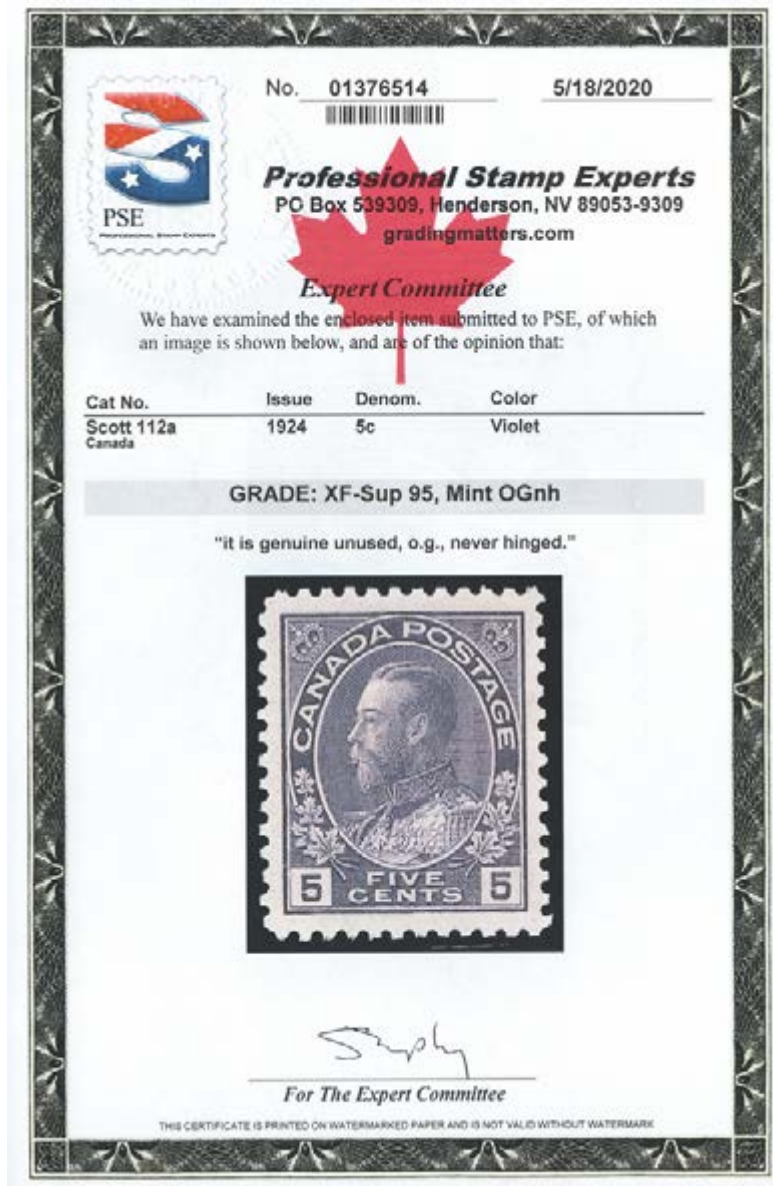 No. 01376514 5/18/2020
PSE
PROFESSIONAL STAMP EXPERTS
Professional Stamp Experts
PO Box 539309, Henderson, NV 89053-9309
gradingmatters.com
Expert Committee
We have examined the enclosed item submitted to PSE, of which
an image is shown below, and are of the opinion that:
Cat No. Issue Denom. Color
Scott 112a 1924 5c Violet
Canada
GRADE: XF-Sup 95, Mint OGnh
"it is genuine unused, o.g., never hinged."
CANADA POSTAGE
5 FIVE 5
CENTS
For The Expert Committee
THIS CERTIFICATE IS PRINTED ON WATERMARKED PAPER AND IS NOT VALID WITHOUT WATERMARK